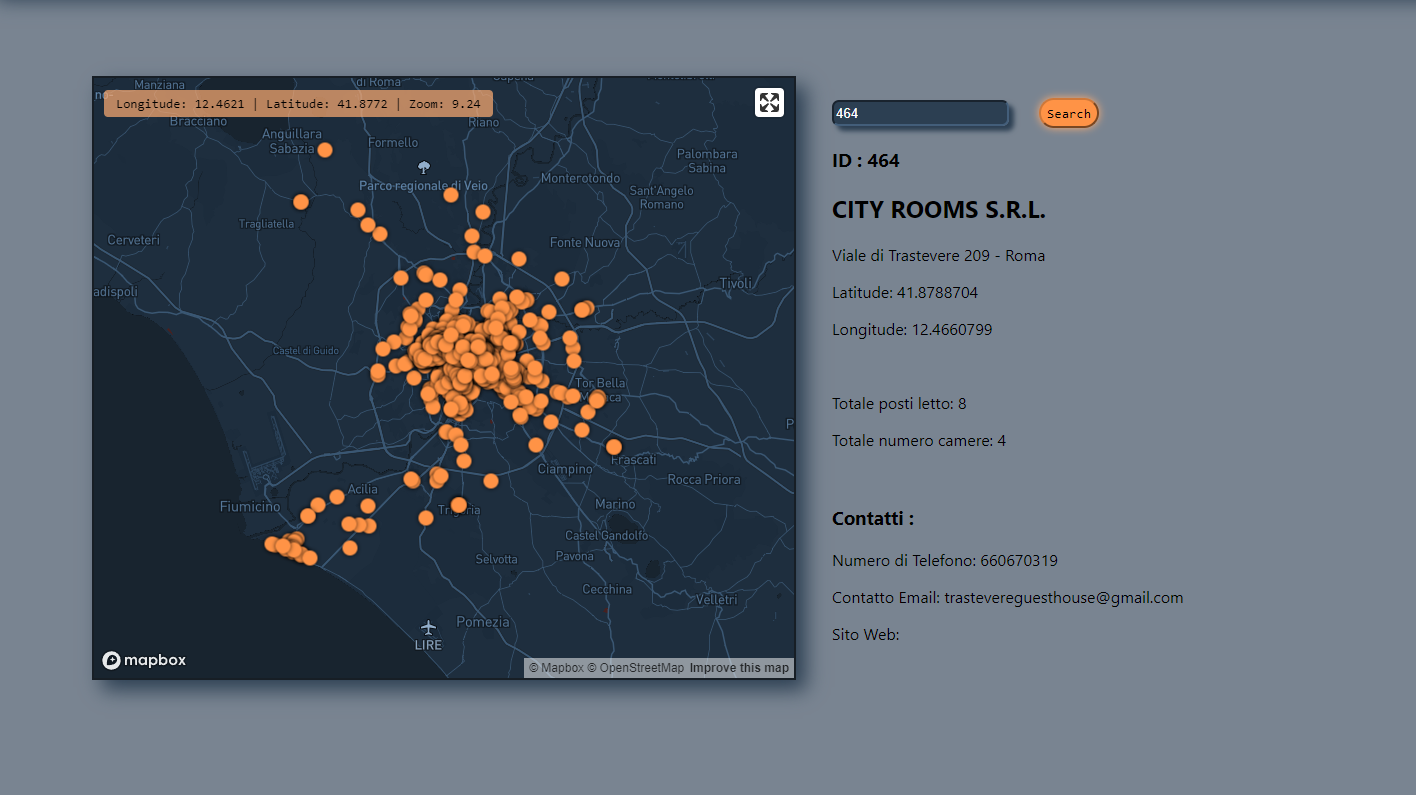 di Roma
Manziana
Longitude: 12.4621 | Latitude: 41.8772 | Zoom: 9.24
Bracciano
Riano
Anguillara
Sabazia
Formello
Palombara
Sabina
Parco regionale di Veio
Monterotondo
Sant'Angelo
Romano
Tragliatella
Cerveteri
Fonte Nuova
Tivoli
adispoli
Castel di Guido
Tor Bella
Frascati
Ciampino
Rocca Priora
Acilia
Fiumicino
Marino
Castel Gandolfo
Selvotta
Pavona
Cecchina
Velletri
Pomezia
LIRE
mapbox
© Mapbox © OpenStreetMap Improve this map
464
Search
ID : 464
CITY ROOMS S.R.L.
Viale di Trastevere 209 - Roma
Latitude: 41.8788704
Longitude: 12.4660799
Totale posti letto: 8
Totale numero camere: 4
Contatti :
Numero di Telefono: 660670319
Contatto Email: trastevereguesthouse@gmail.com
Sito Web: